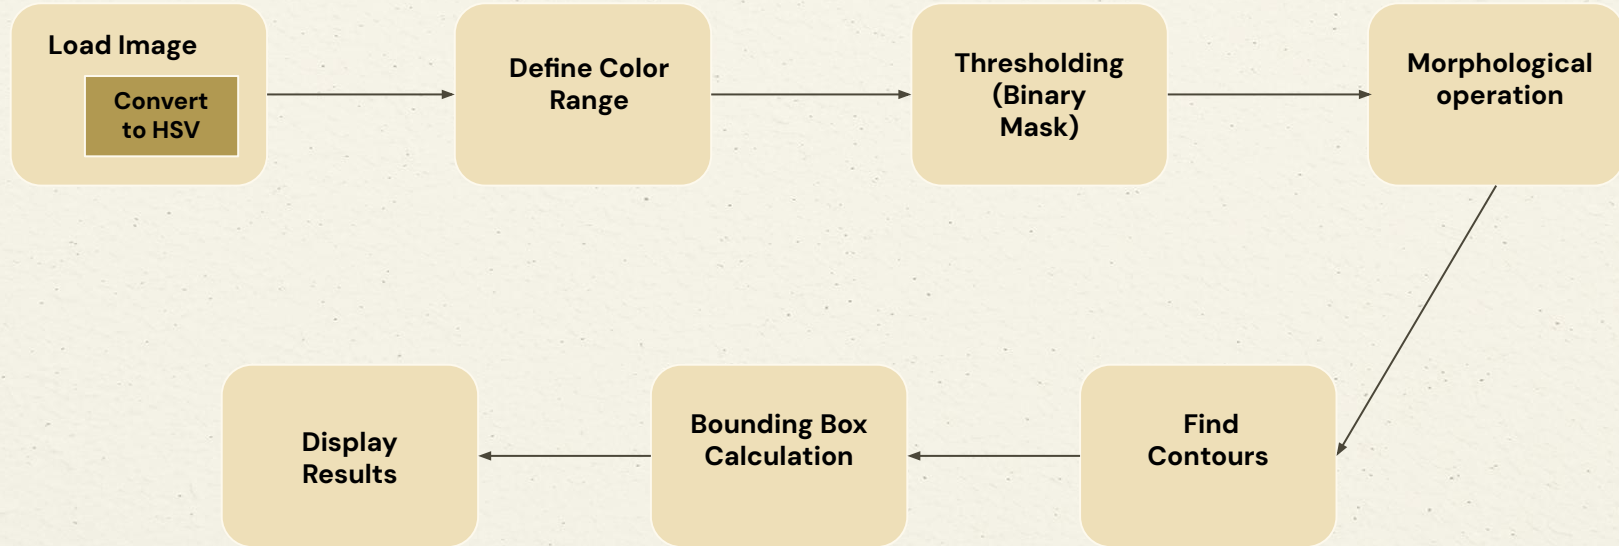 Load Image
Convert
to HSV
Define Color
Range
Thresholding
(Binary
Mask)
Morphological
operation
Find
Contours
Bounding Box
Calculation
Display
Results